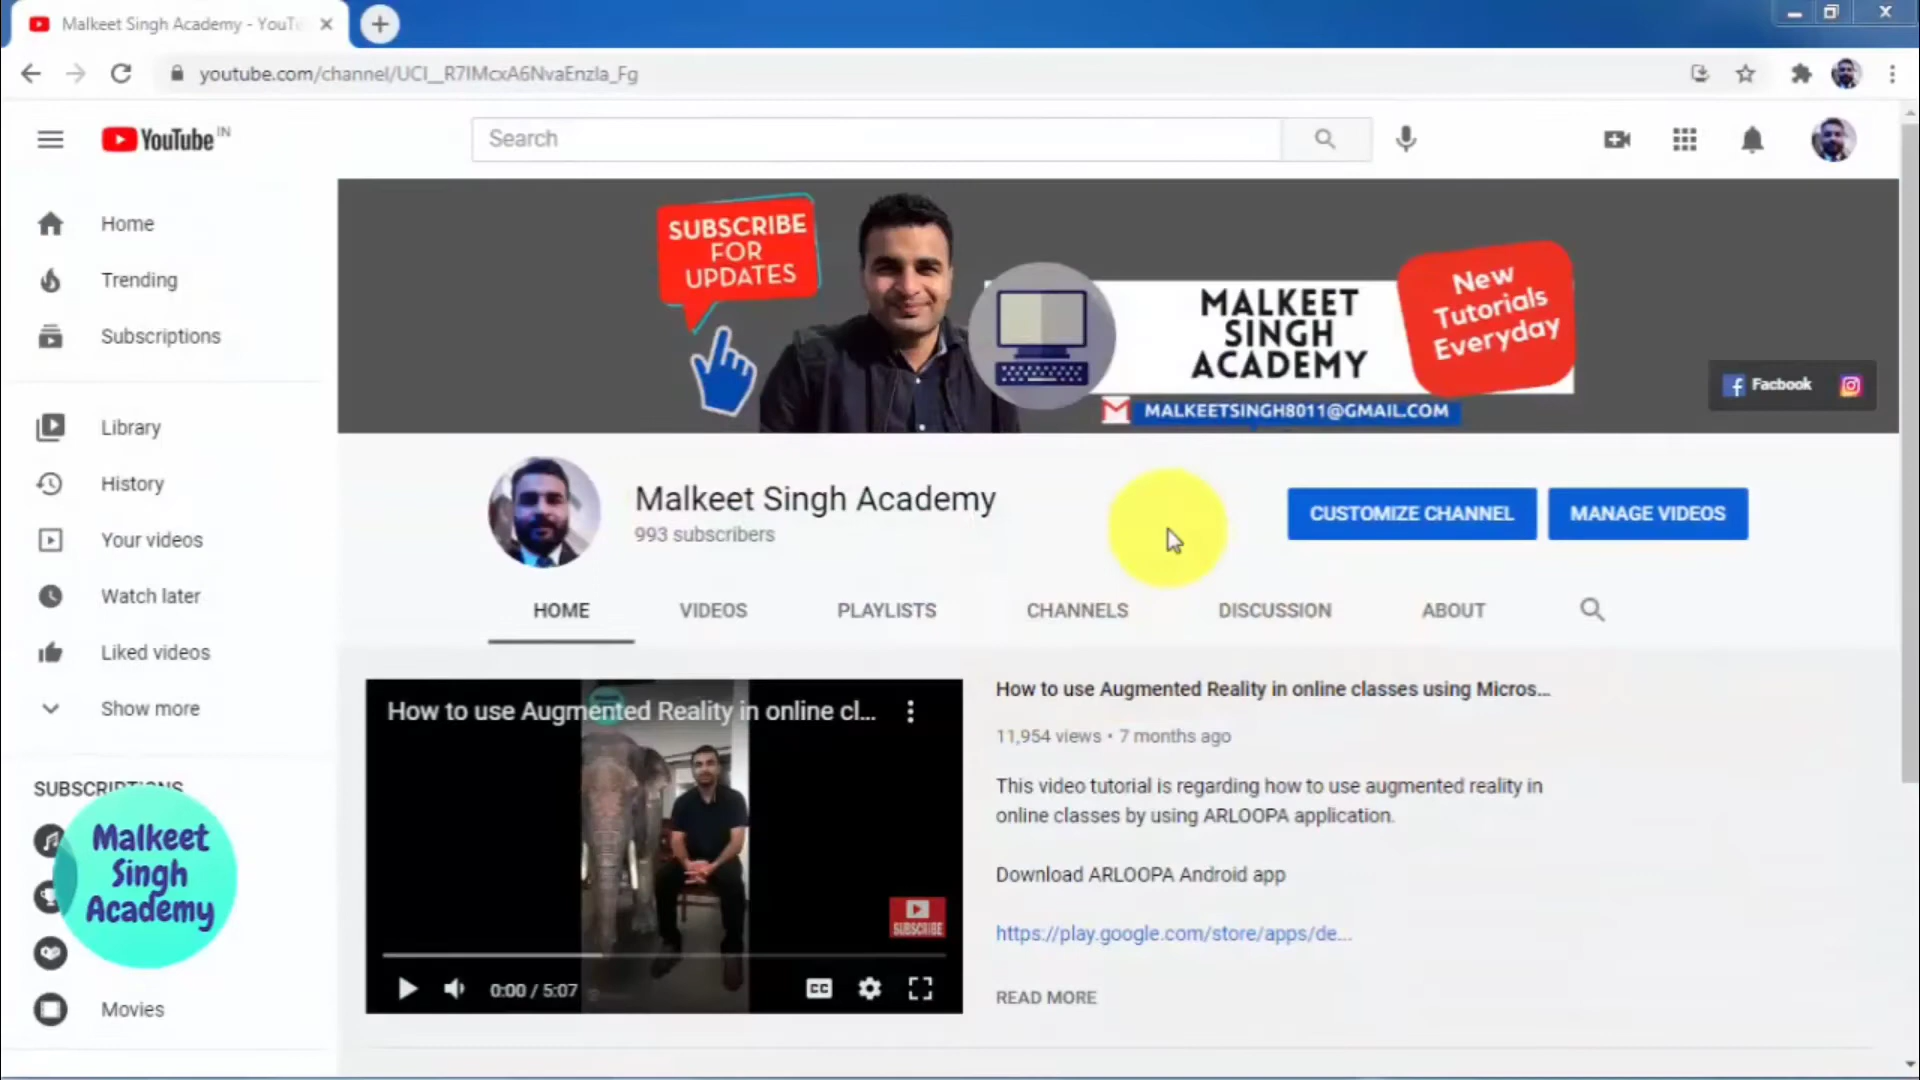 Malkeet Singh Academy - YouTu
youtube.com/channel/UCI__R7IMcxA6NvaEnzIa_Fg
YouTube IN
Search
Home
Trending
Subscriptions
Library
History
Your videos
Watch later
Liked videos
Show more
SUBSCRIPTIONS
Malkeet
Singh
Academy
Movies
SUBSCRIBE
FOR
UPDATES
MALKEET
SINGH
ACADEMY
New
Tutorials
Everyday
MALKEETSINGH8011@GMAIL.COM
Facbook
Malkeet Singh Academy
993 subscribers
CUSTOMIZE CHANNEL
MANAGE VIDEOS
HOME
VIDEOS
PLAYLISTS
CHANNELS
DISCUSSION
ABOUT
How to use Augmented Reality in online cl...
SUBSCRIBE
0:00 / 5:07
CC
How to use Augmented Reality in online classes using Micros...
11,954 views • 7 months ago
This video tutorial is regarding how to use augmented reality in
online classes by using ARLOOPA application.
Download ARLOOPA Android app
https://play.google.com/store/apps/de...
READ MORE